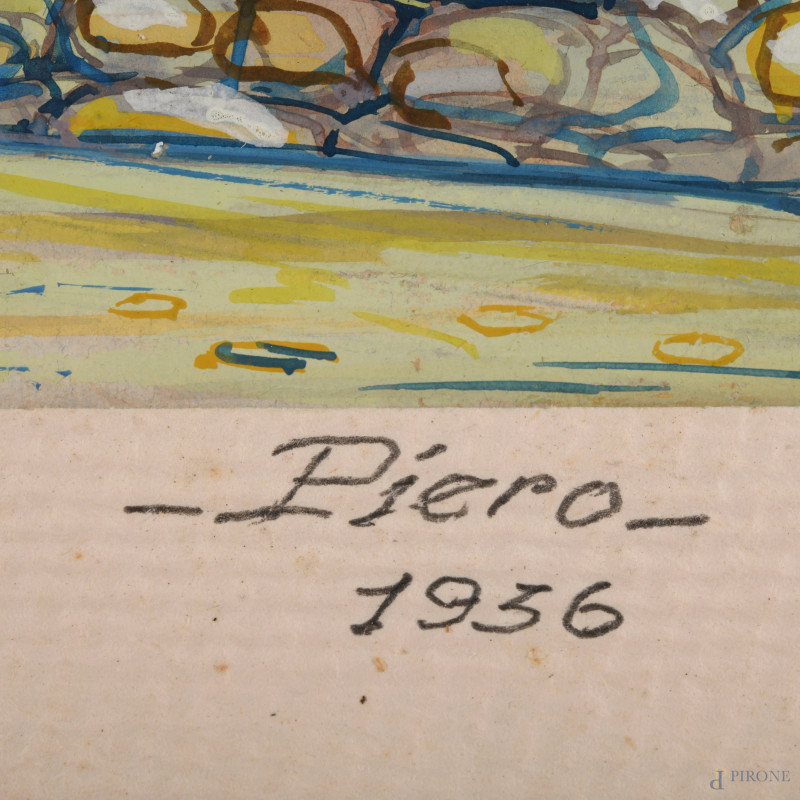 – Piero –
1936
PIRONE